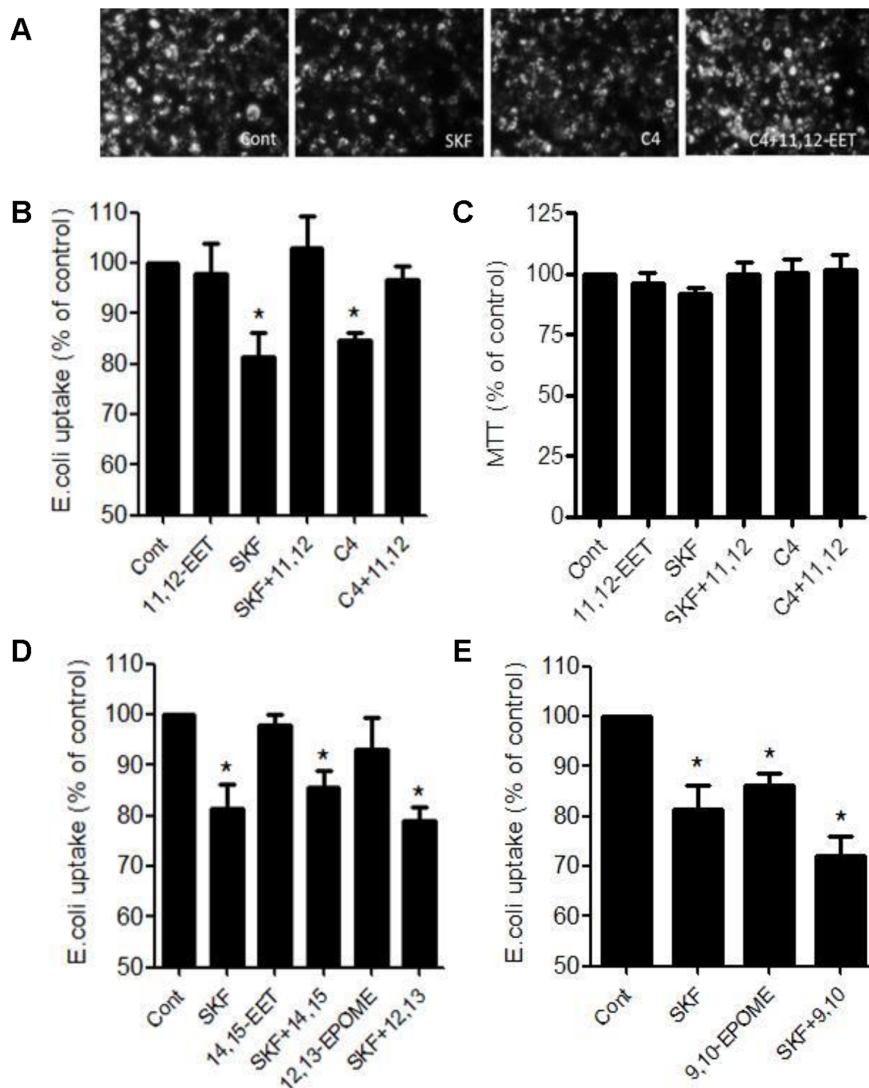 A
Cont
SKF
C4
C4+11,12-EET
B
E.coli uptake (% of control)
110
100
90
80
70
60
50
*
*
Cont
11,12-EET
SKF
SKF+11,12
C4
C4+11,12
C
MTT (% of control)
125
100
75
50
25
0
Cont
11,12-EET
SKF
SKF+11,12
C4
C4+11,12
D
E.coli uptake (% of control)
110
100
90
80
70
60
50
*
*
*
Cont
SKF
14,15-EET
SKF+14,15
12,13-EPOME
SKF+12,13
E
E.coli uptake (% of control)
110
100
90
80
70
60
50
*
*
*
Cont
SKF
9,10-EPOME
SKF+9,10